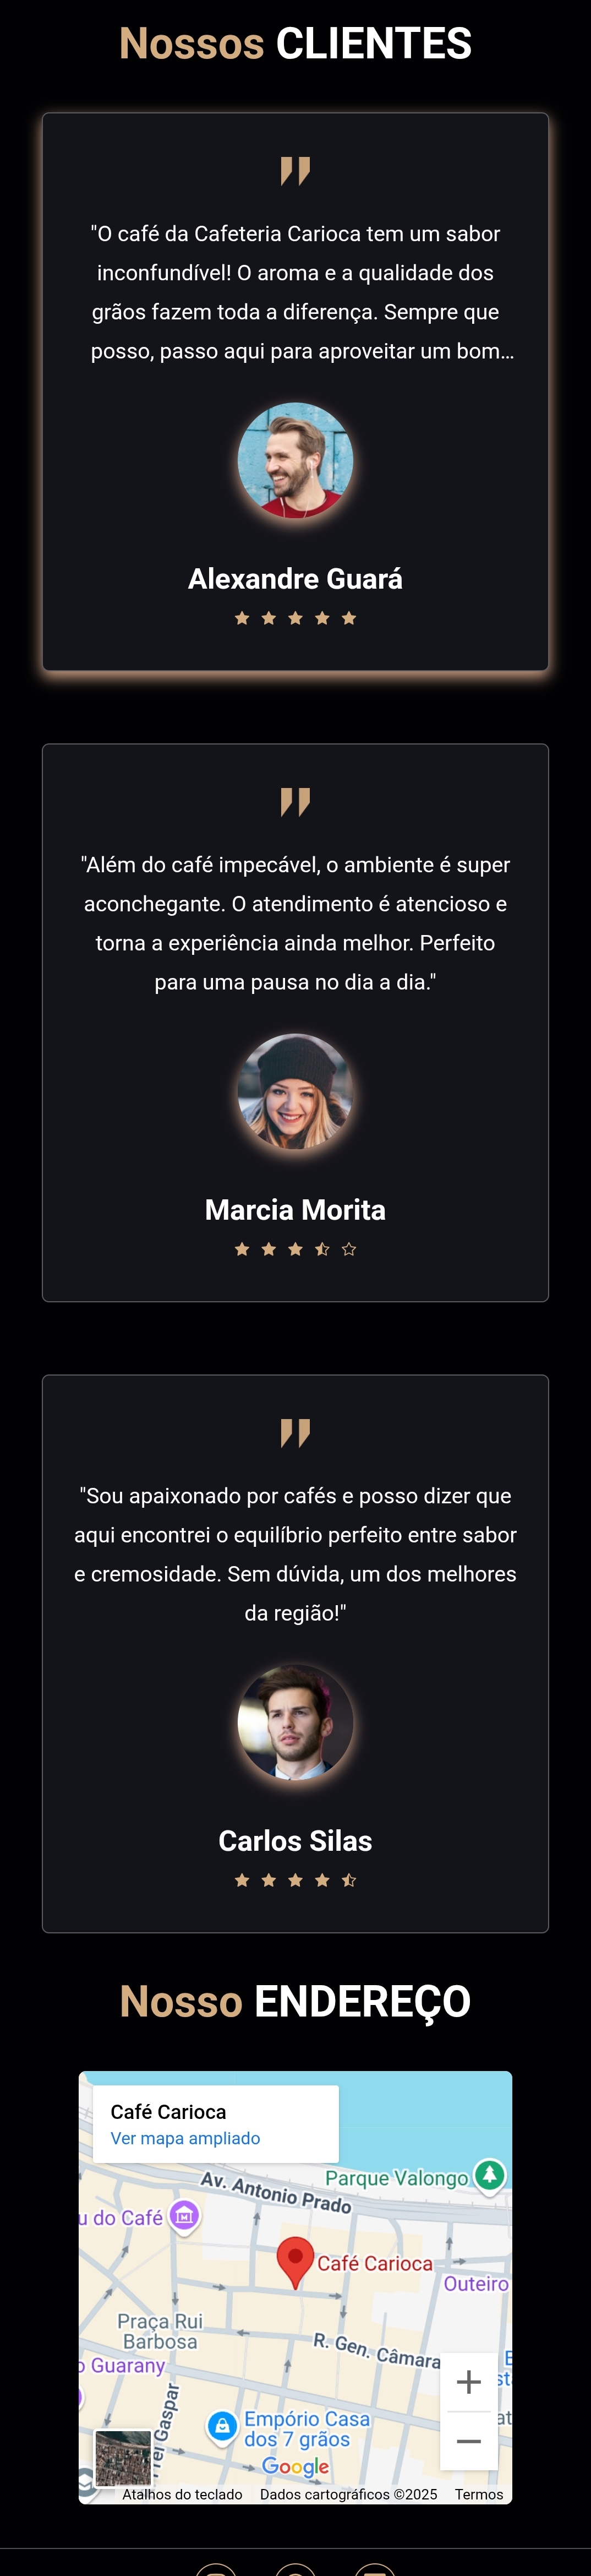 Nossos CLIENTES
"O café da Cafeteria Carioca tem um sabor
inconfundível! O aroma e a qualidade dos
grãos fazem toda a diferença. Sempre que
posso, passo aqui para aproveitar um bom...
Alexandre Guará
"Além do café impecável, o ambiente é super
aconchegante. O atendimento é atencioso e
torna a experiência ainda melhor. Perfeito
para uma pausa no dia a dia."
Marcia Morita
"Sou apaixonado por cafés e posso dizer que
aqui encontrei o equilíbrio perfeito entre sabor
e cremosidade. Sem dúvida, um dos melhores
da região!"
Carlos Silas
Nosso ENDEREÇO
Café Carioca
Ver mapa ampliado
Av. Antonio Prado
Parque Valongo
u do Café
Café Carioca
Outeiro
Praça Rui
Barbosa
R. Gen. Câmara
o Guarany
rei Gaspar
Empório Casa
dos 7 grãos
Google
Atalhos do teclado Dados cartográficos ©2025 Termos